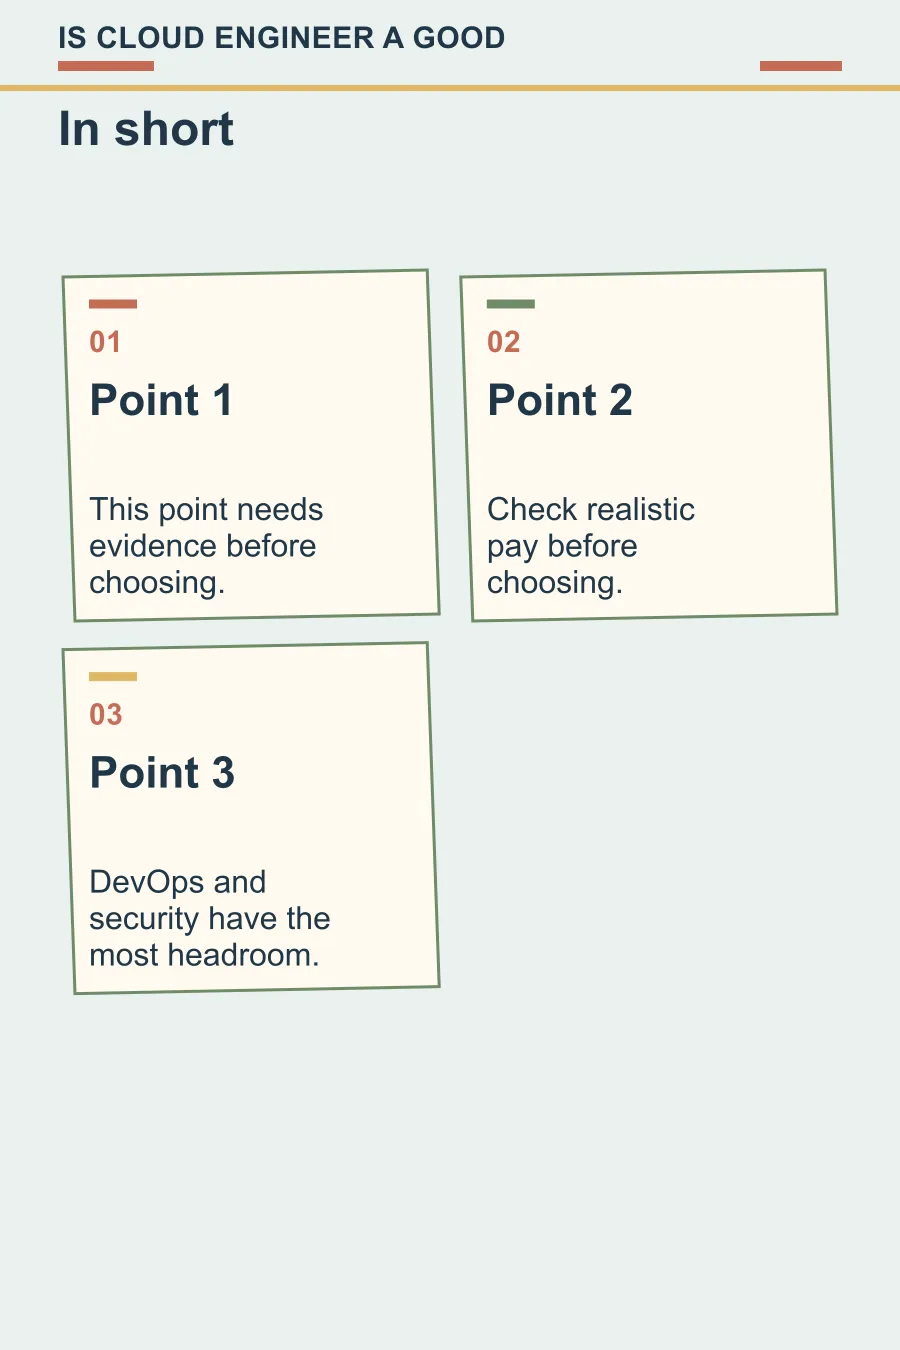 IS CLOUD ENGINEER A GOOD
In short
01
Point 1
This point needs
evidence before
choosing.
02
Point 2
Check realistic
pay before
choosing.
03
Point 3
DevOps and
security have the
most headroom.